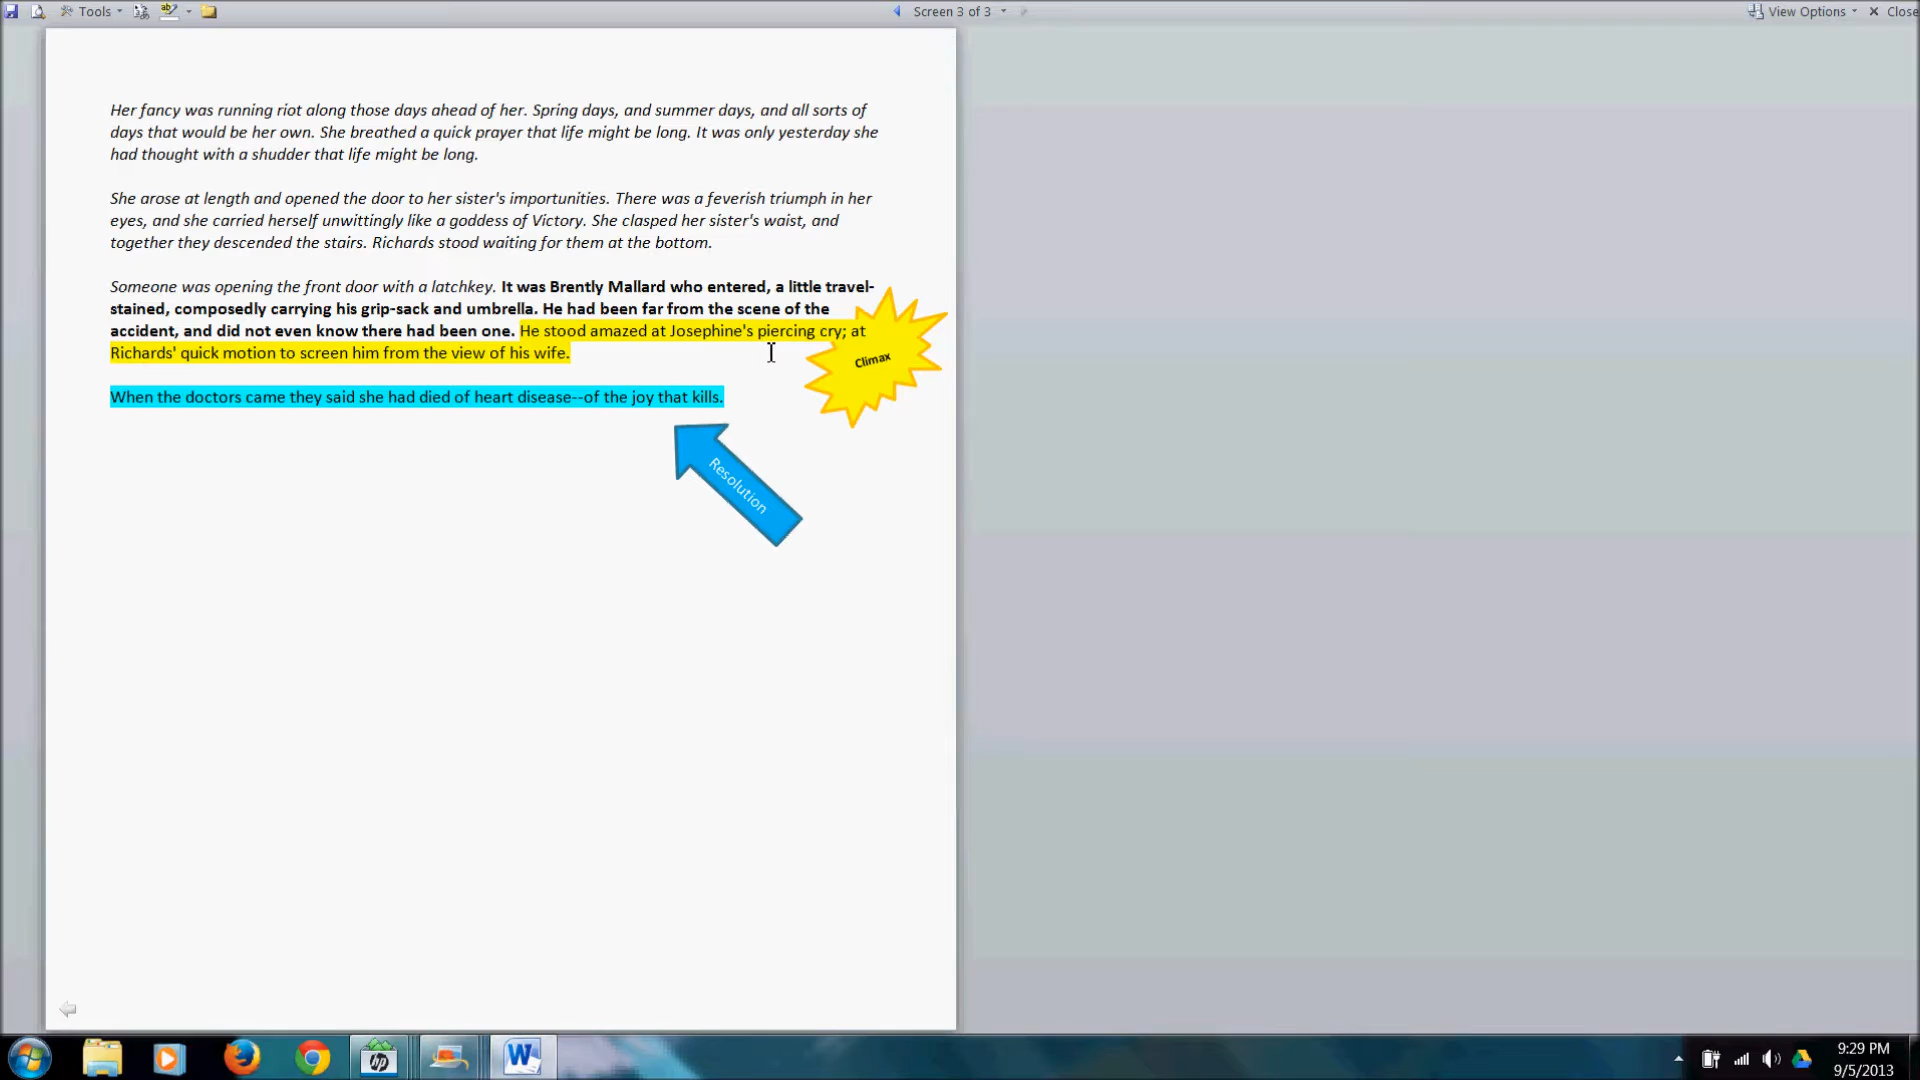 Tools
Screen 3 of 3
View Options
Close
Her fancy was running riot along those days ahead of her. Spring days, and summer days, and all sorts of
days that would be her own. She breathed a quick prayer that life might be long. It was only yesterday she
had thought with a shudder that life might be long.
She arose at length and opened the door to her sister's importunities. There was a feverish triumph in her
eyes, and she carried herself unwittingly like a goddess of Victory. She clasped her sister's waist, and
together they descended the stairs. Richards stood waiting for them at the bottom.
Someone was opening the front door with a latchkey. It was Brently Mallard who entered, a little travel-
stained, composedly carrying his grip-sack and umbrella. He had been far from the scene of the
accident, and did not even know there had been one. He stood amazed at Josephine's piercing cry; at
Richards' quick motion to screen him from the view of his wife.
Climax
When the doctors came they said she had died of heart disease--of the joy that kills.
Resolution
hp
W
9:29 PM
9/5/2013